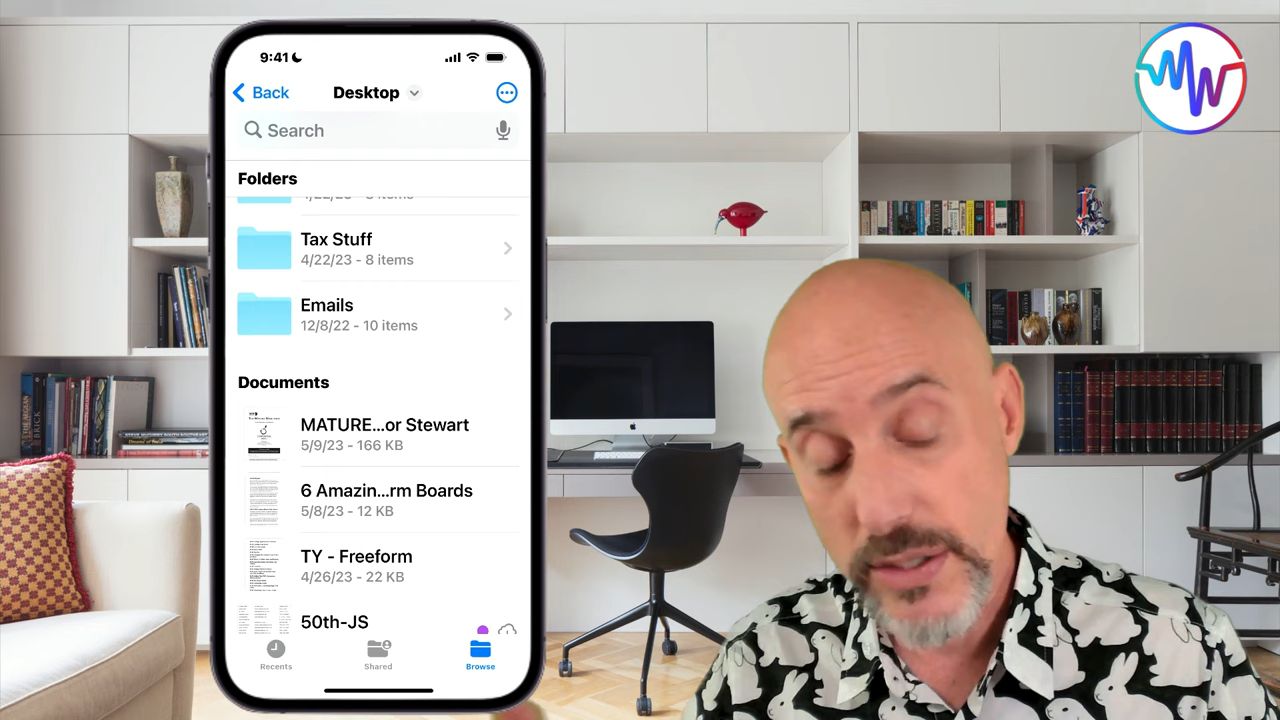 9:41
Back
Desktop
Search
Folders
Tax Stuff
4/22/23 - 8 items
Emails
12/8/22 - 10 items
Documents
MATURE...or Stewart
5/9/23 - 166 KB
6 Amazin...rm Boards
5/8/23 - 12 KB
TY - Freeform
4/26/23 - 22 KB
50th-JS
Recents
Shared
Browse
MW